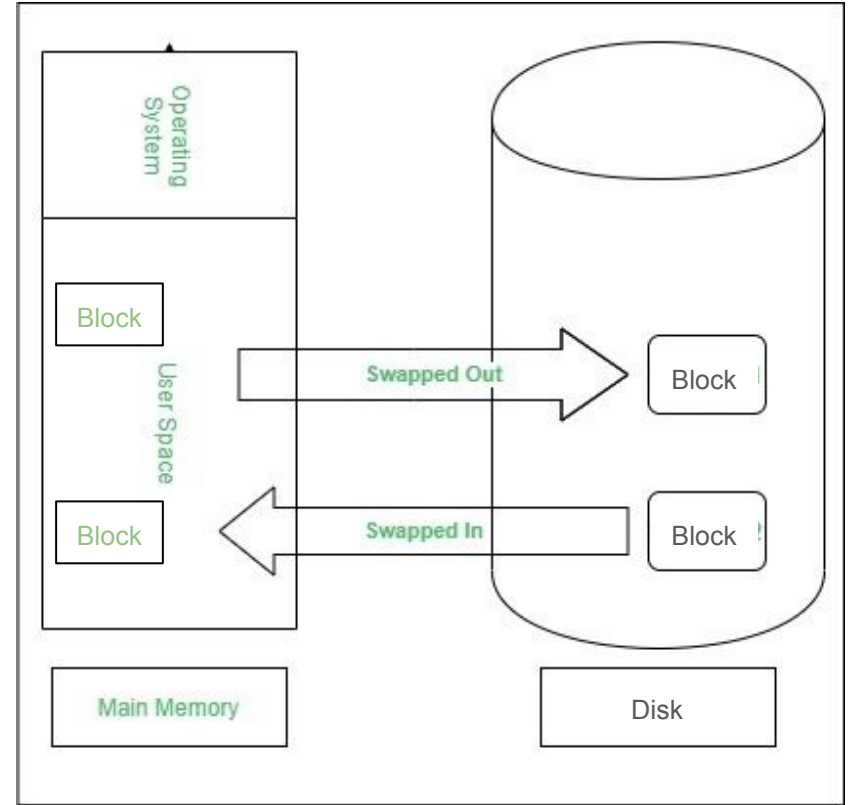 Operating
System
Block
User Space
Swapped Out
Block
Block
Swapped In
Block
Main Memory
Disk